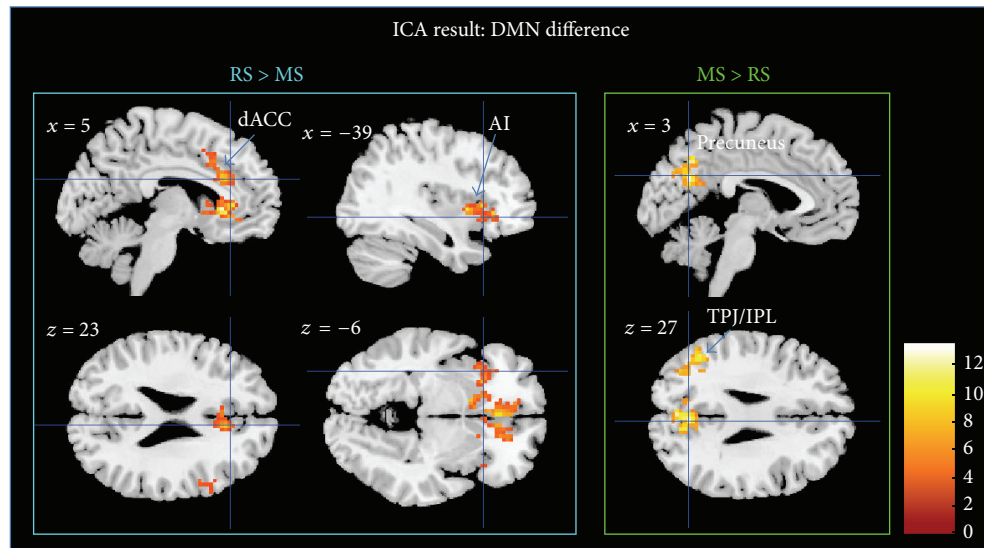 ICA result: DMN difference
RS > MS
MS > RS
x = 5
dACC
x = −39
AI
x = 3
Precuneus
z = 23
z = −6
z = 27
TPJ/IPL
12
10
8
6
4
2
0